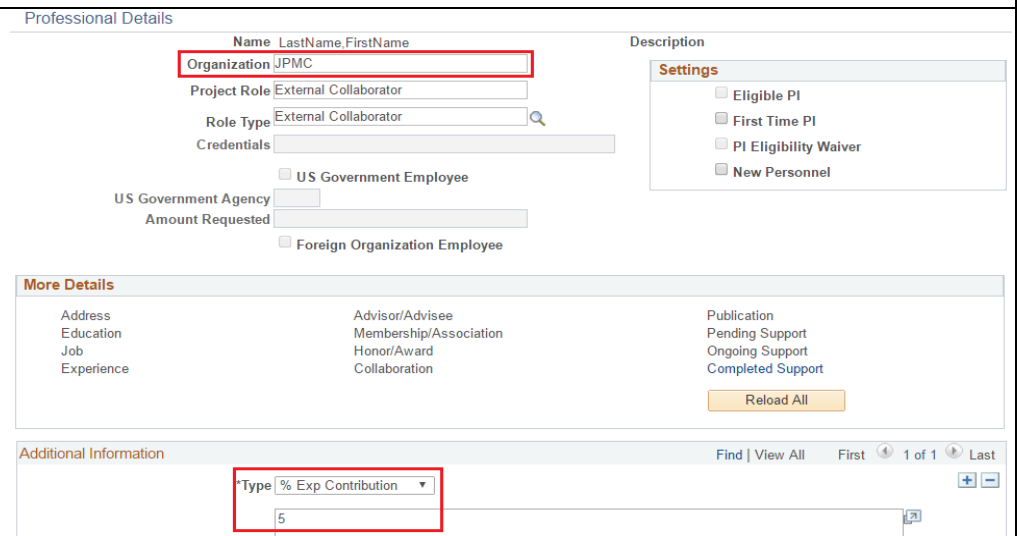 Professional Details
Name LastName,FirstName Description
Organization JPMC
Settings
Project Role External Collaborator
Eligible PI
Role Type External Collaborator
First Time PI
Credentials
PI Eligibility Waiver
US Government Employee
New Personnel
US Government Agency
Amount Requested
Foreign Organization Employee
More Details
Address Advisor/Advisee Publication
Education Membership/Association Pending Support
Job Honor/Award Ongoing Support
Experience Collaboration Completed Support
Reload All
Additional Information Find | View All First 1 of 1 Last
*Type % Exp Contribution
5